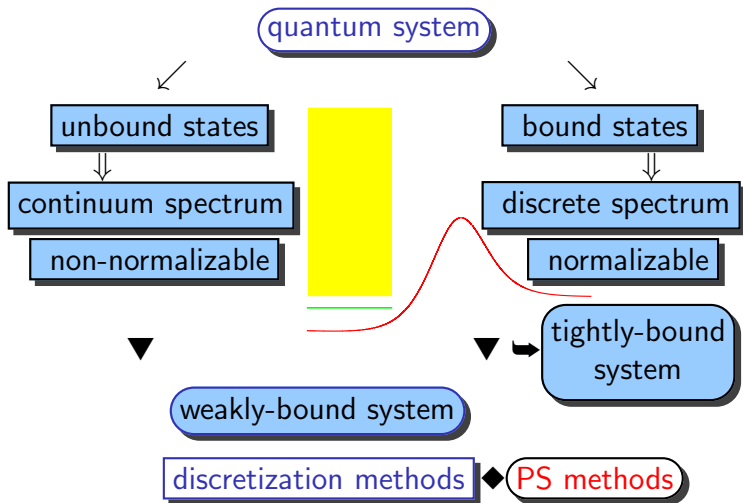 quantum system
unbound states
bound states
continuum spectrum
discrete spectrum
non-normalizable
normalizable
tightly-bound
system
weakly-bound system
discretization methods
PS methods